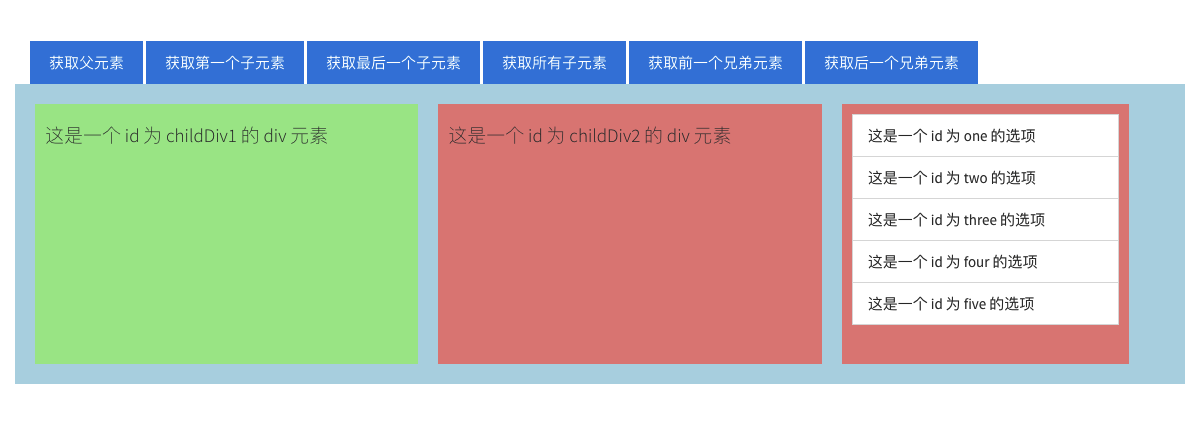 获取父元素 获取第一个子元素 获取最后一个子元素 获取所有子元素 获取前一个兄弟元素 获取后一个兄弟元素
这是一个 id 为 childDiv1 的 div 元素
这是一个 id 为 childDiv2 的 div 元素
这是一个 id 为 one 的选项
这是一个 id 为 two 的选项
这是一个 id 为 three 的选项
这是一个 id 为 four 的选项
这是一个 id 为 five 的选项